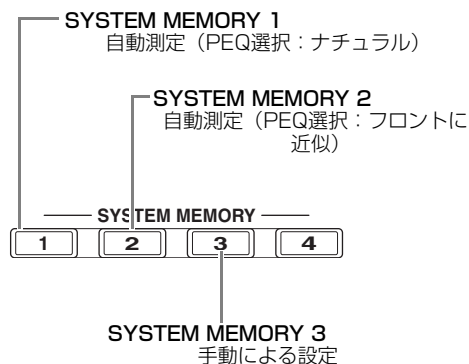 SYSTEM MEMORY 1
自動測定（PEQ選択：ナチュラル）
SYSTEM MEMORY 2
自動測定（PEQ選択：フロントに
近似）
SYSTEM MEMORY
1 2 3 4
SYSTEM MEMORY 3
手動による設定